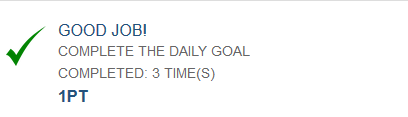 GOOD JOB!
COMPLETE THE DAILY GOAL
COMPLETED: 3 TIME(S)
1PT